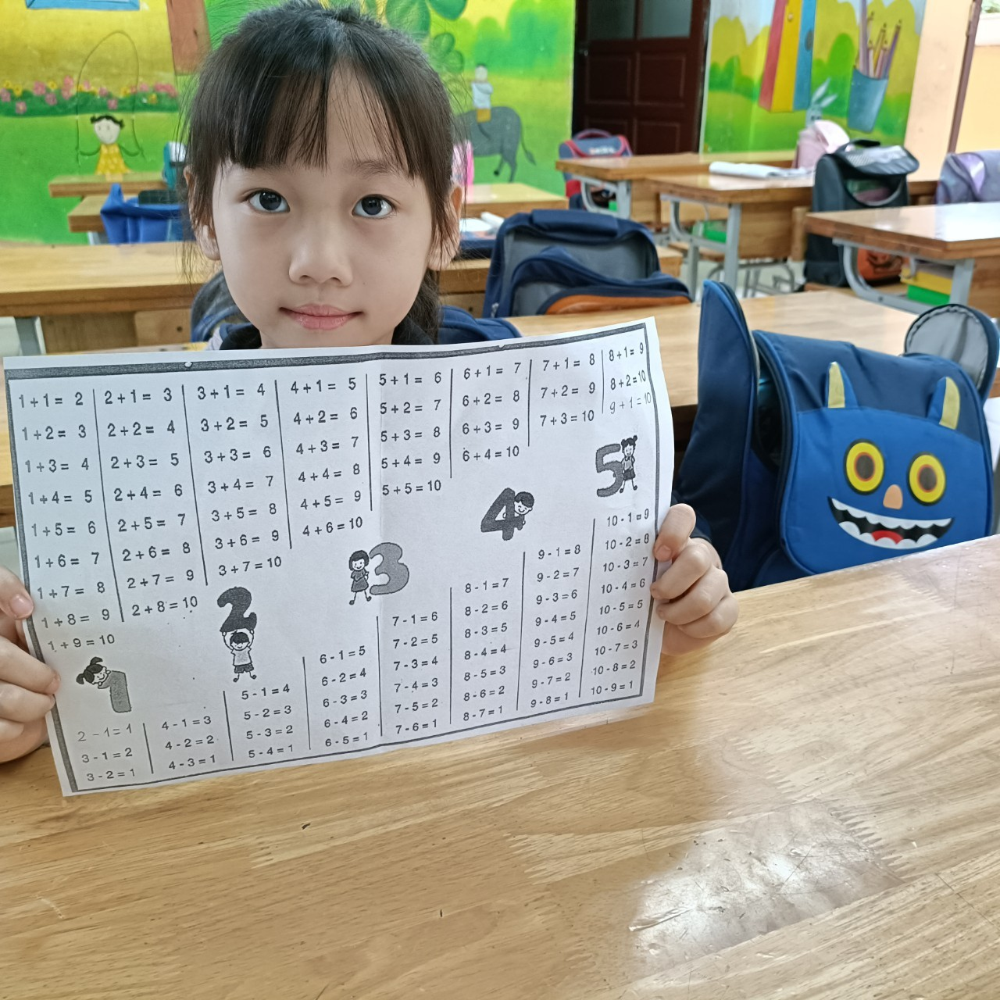 1 + 1 = 2
1 + 2 = 3
1 + 3 = 4
1 + 4 = 5
1 + 5 = 6
1 + 6 = 7
1 + 7 = 8
1 + 8 = 9
1 + 9 = 10
2 + 1 = 3
2 + 2 = 4
2 + 3 = 5
2 + 4 = 6
2 + 5 = 7
2 + 6 = 8
2 + 7 = 9
2 + 8 = 10
3 + 1 = 4
3 + 2 = 5
3 + 3 = 6
3 + 4 = 7
3 + 5 = 8
3 + 6 = 9
3 + 7 = 10
4 + 1 = 5
4 + 2 = 6
4 + 3 = 7
4 + 4 = 8
4 + 5 = 9
4 + 6 = 10
5 + 1 = 6
5 + 2 = 7
5 + 3 = 8
5 + 4 = 9
5 + 5 = 10
6 + 1 = 7
6 + 2 = 8
6 + 3 = 9
6 + 4 = 10
7 + 1 = 8
7 + 2 = 9
7 + 3 = 10
8 + 1 = 9
8 + 2 = 10
9 + 1 = 10
1
2
3
4
5
2 - 1 = 1
3 - 1 = 2
3 - 2 = 1
4 - 1 = 3
4 - 2 = 2
4 - 3 = 1
5 - 1 = 4
5 - 2 = 3
5 - 3 = 2
5 - 4 = 1
6 - 1 = 5
6 - 2 = 4
6 - 3 = 3
6 - 4 = 2
6 - 5 = 1
7 - 1 = 6
7 - 2 = 5
7 - 3 = 4
7 - 4 = 3
7 - 5 = 2
7 - 6 = 1
8 - 1 = 7
8 - 2 = 6
8 - 3 = 5
8 - 4 = 4
8 - 5 = 3
8 - 6 = 2
8 - 7 = 1
9 - 1 = 8
9 - 2 = 7
9 - 3 = 6
9 - 4 = 5
9 - 5 = 4
9 - 6 = 3
9 - 7 = 2
9 - 8 = 1
10 - 1 = 9
10 - 2 = 8
10 - 3 = 7
10 - 4 = 6
10 - 5 = 5
10 - 6 = 4
10 - 7 = 3
10 - 8 = 2
10 - 9 = 1